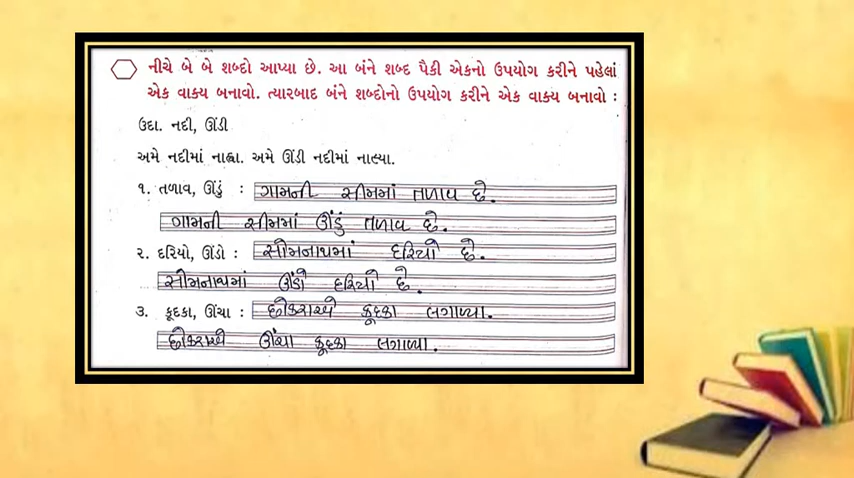 નીચે બે બે શબ્દો આપ્યા છે. આ બંને શબ્દ પૈકી એકનો ઉપયોગ કરીને પહેલાં
એક વાક્ય બનાવો. ત્યારબાદ બંને શબ્દોનો ઉપયોગ કરીને એક વાક્ય બનાવો :
ઉદા. નદી, ઊંડી
અમે નદીમાં નાહ્યા. અમે ઊંડી નદીમાં નાહ્યા.
૧. તળાવ, ઊંડું : ગામની સીમમાં તળાવ છે.
ગામની સીમમાં ઊંડું તળાવ છે.
૨. દરિયો, ઊંડો : સોમનાથમાં દરિયો છે.
સોમનાથમાં ઊંડો દરિયો છે.
૩. કૂદકા, ઊંચા : છોકરાએ કૂદકા લગાવ્યા.
છોકરાએ ઊંચા કૂદકા લગાવ્યા.